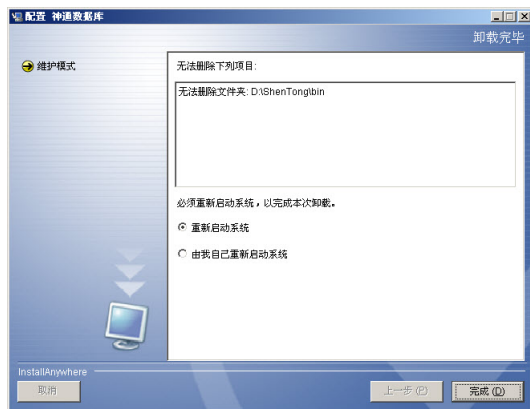 配置 神通数据库
卸载完毕
维护模式
无法删除下列项目:
无法删除文件夹: D:\ShenTong\bin
必须重新启动系统，以完成本次卸载。
重新启动系统
由我自己重新启动系统
InstallAnywhere
取消
上一步 (P)
完成 (D)